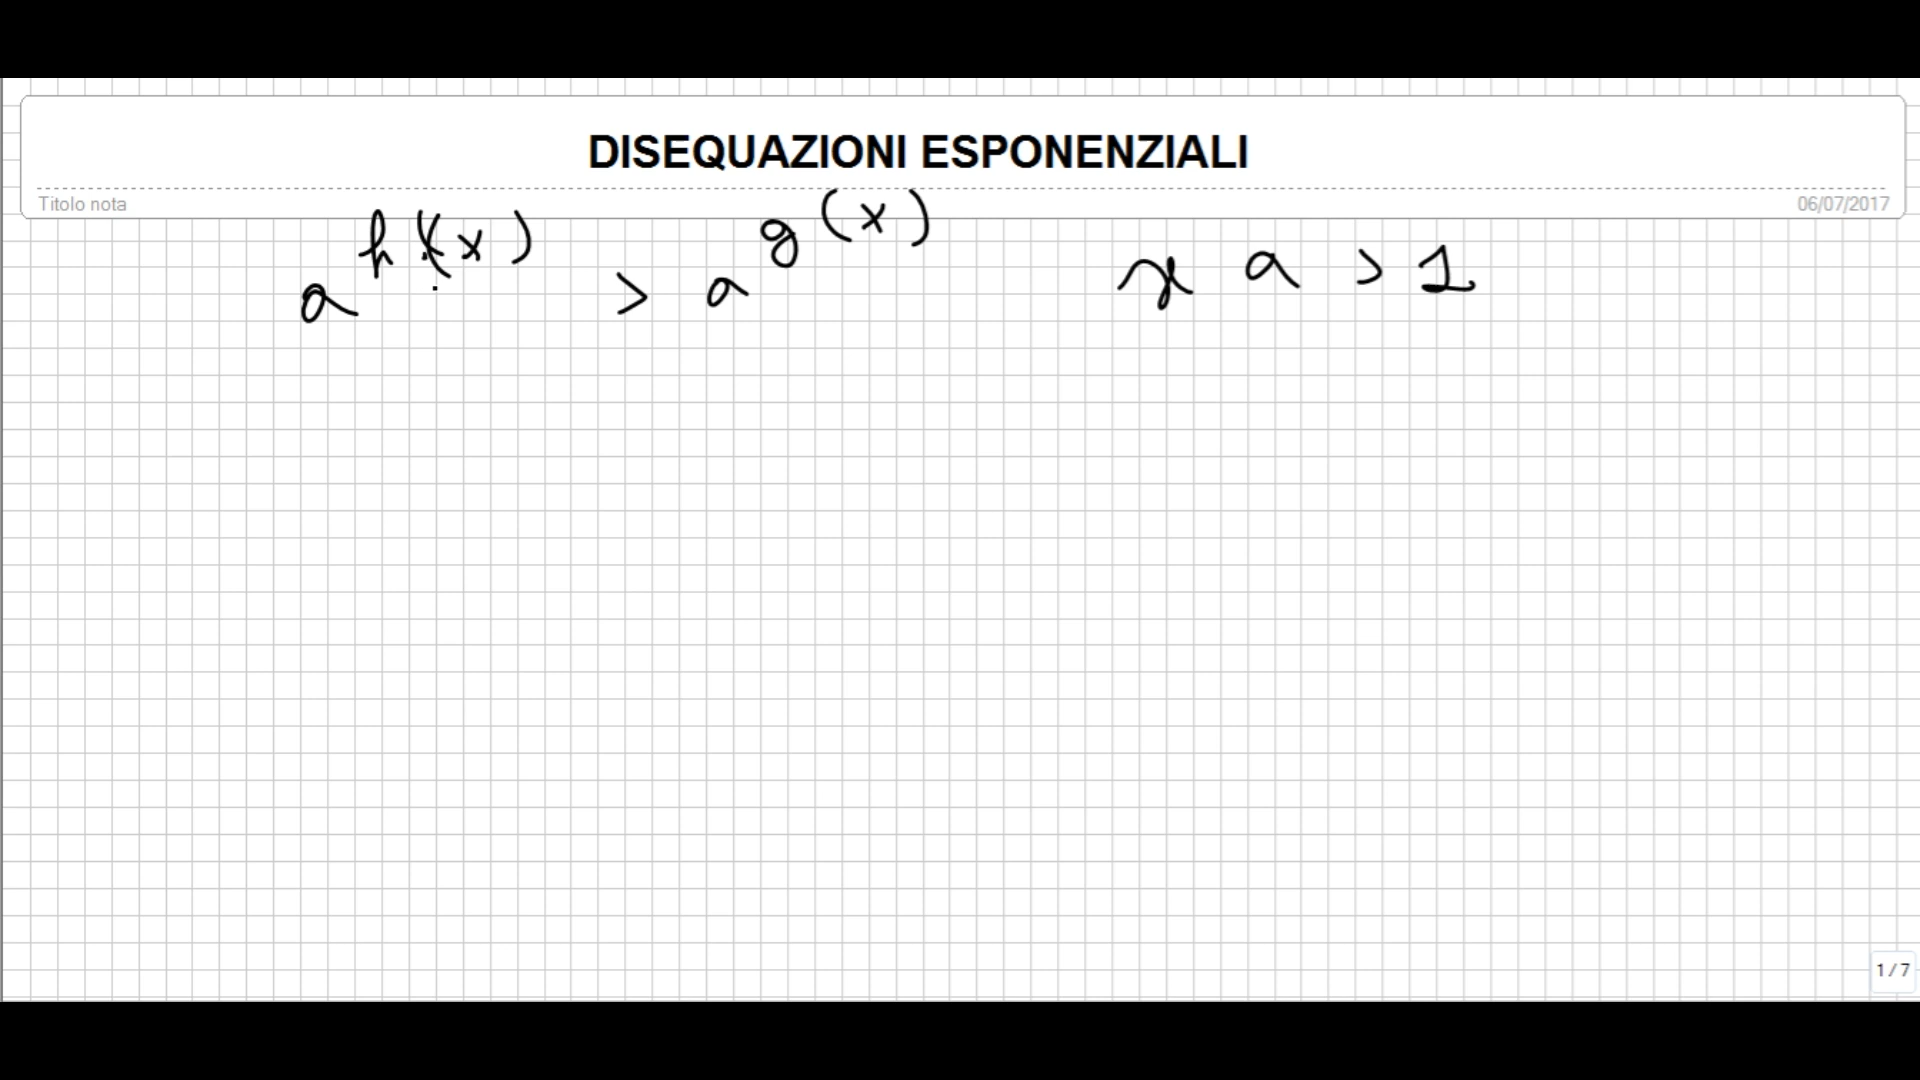 DISEQUAZIONI ESPONENZIALI
Titolo nota
06/07/2017
a^f(x) > a^g(x) a > 1
1 / 7